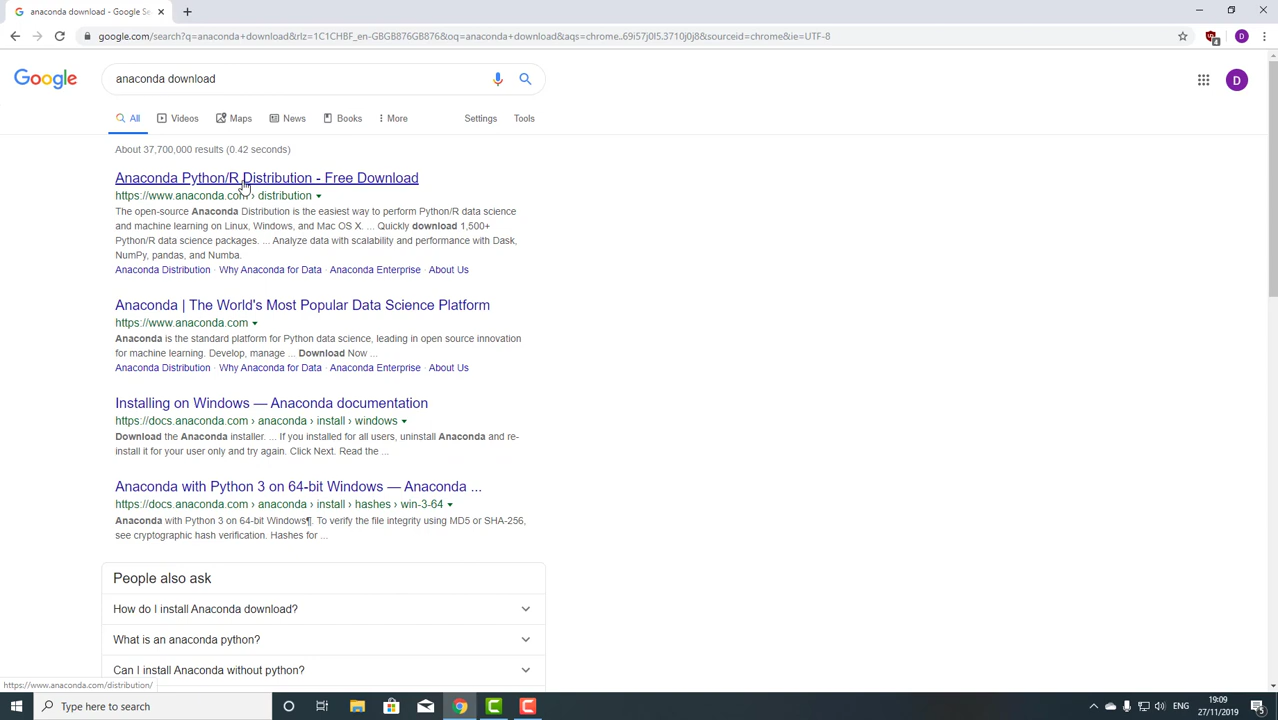 anaconda download - Google Se
google.com/search?q=anaconda+download&rlz=1C1CHBF_en-GBGB876GB876&oq=anaconda+download&aqs=chrome..69i57j0l5.3710j0j8&sourceid=chrome&ie=UTF-8
D
Google
anaconda download
D
All
Videos
Maps
News
Books
More
Settings
Tools
About 37,700,000 results (0.42 seconds)
Anaconda Python/R Distribution - Free Download
https://www.anaconda.com › distribution
The open-source Anaconda Distribution is the easiest way to perform Python/R data science
and machine learning on Linux, Windows, and Mac OS X. ... Quickly download 1,500+
Python/R data science packages. ... Analyze data with scalability and performance with Dask,
NumPy, pandas, and Numba.
Anaconda Distribution · Why Anaconda for Data · Anaconda Enterprise · About Us
Anaconda | The World's Most Popular Data Science Platform
https://www.anaconda.com
Anaconda is the standard platform for Python data science, leading in open source innovation
for machine learning. Develop, manage ... Download Now ...
Anaconda Distribution · Why Anaconda for Data · Anaconda Enterprise · About Us
Installing on Windows — Anaconda documentation
https://docs.anaconda.com › anaconda › install › windows
Download the Anaconda installer. ... If you installed for all users, uninstall Anaconda and re-
install it for your user only and try again. Click Next. Read the ...
Anaconda with Python 3 on 64-bit Windows — Anaconda ...
https://docs.anaconda.com › anaconda › install › hashes › win-3-64
Anaconda with Python 3 on 64-bit Windows¶. To verify the file integrity using MD5 or SHA-256,
see cryptographic hash verification. Hashes for ...
People also ask
How do I install Anaconda download?
What is an anaconda python?
Can I install Anaconda without python?
https://www.anaconda.com/distribution/
Type here to search
ENG
19:09
27/11/2019
5